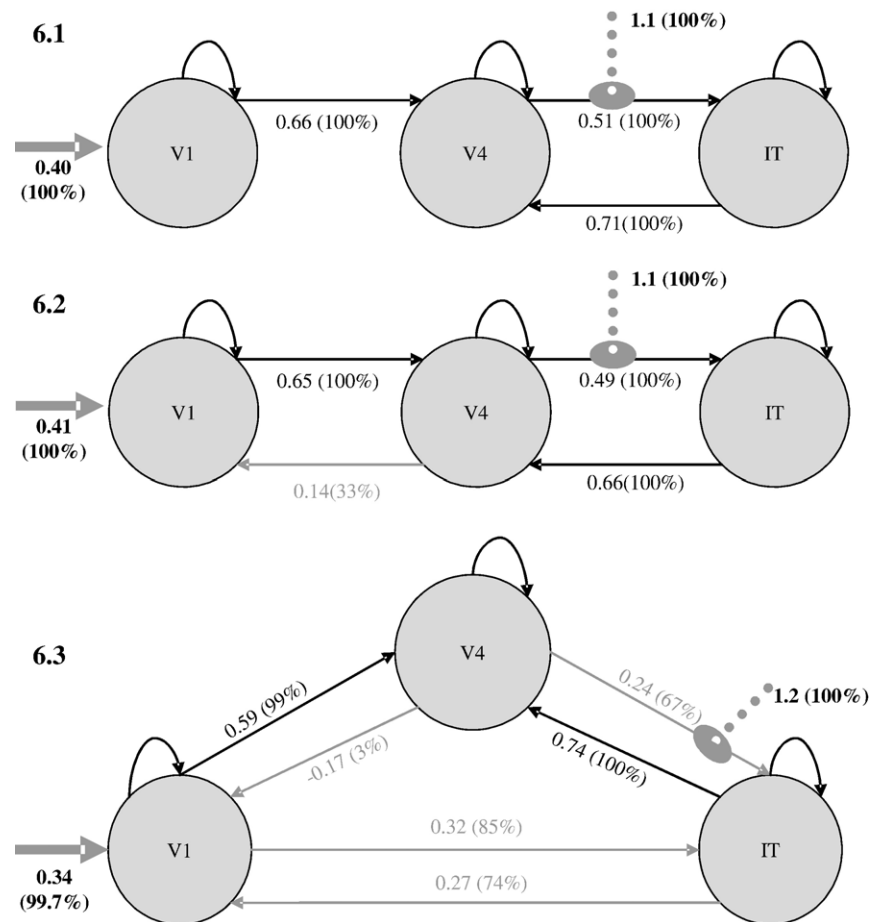 6.1
1.1 (100%)
0.66 (100%)
0.51 (100%)
0.40
(100%)
V1
V4
IT
0.71(100%)
6.2
1.1 (100%)
0.65 (100%)
0.49 (100%)
0.41
(100%)
V1
V4
IT
0.14(33%)
0.66(100%)
6.3
V4
0.24 (67%)
1.2 (100%)
0.59 (99%)
-0.17 (3%)
0.74 (100%)
0.32 (85%)
V1
IT
0.34
(99.7%)
0.27 (74%)